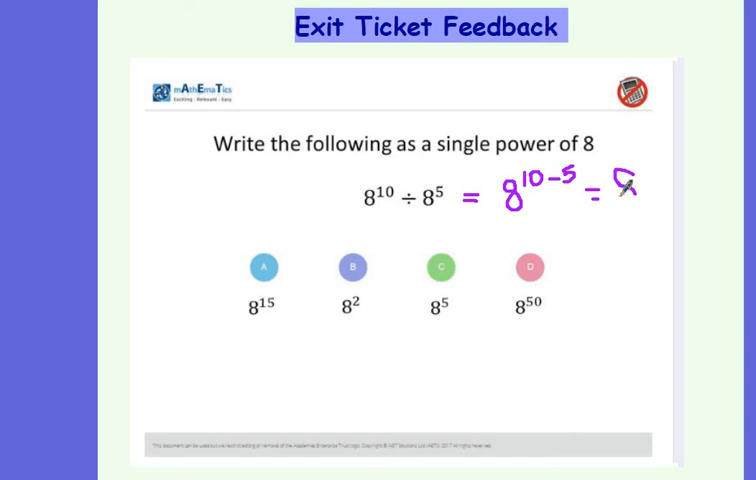 Exit Ticket Feedback
mAthEmaTics
Exciting · Relevant · Easy
Write the following as a single power of 8
8¹⁰ ÷ 8⁵ = 8¹⁰⁻⁵ =
A B C D
8¹⁵ 8² 8⁵ 8⁵⁰